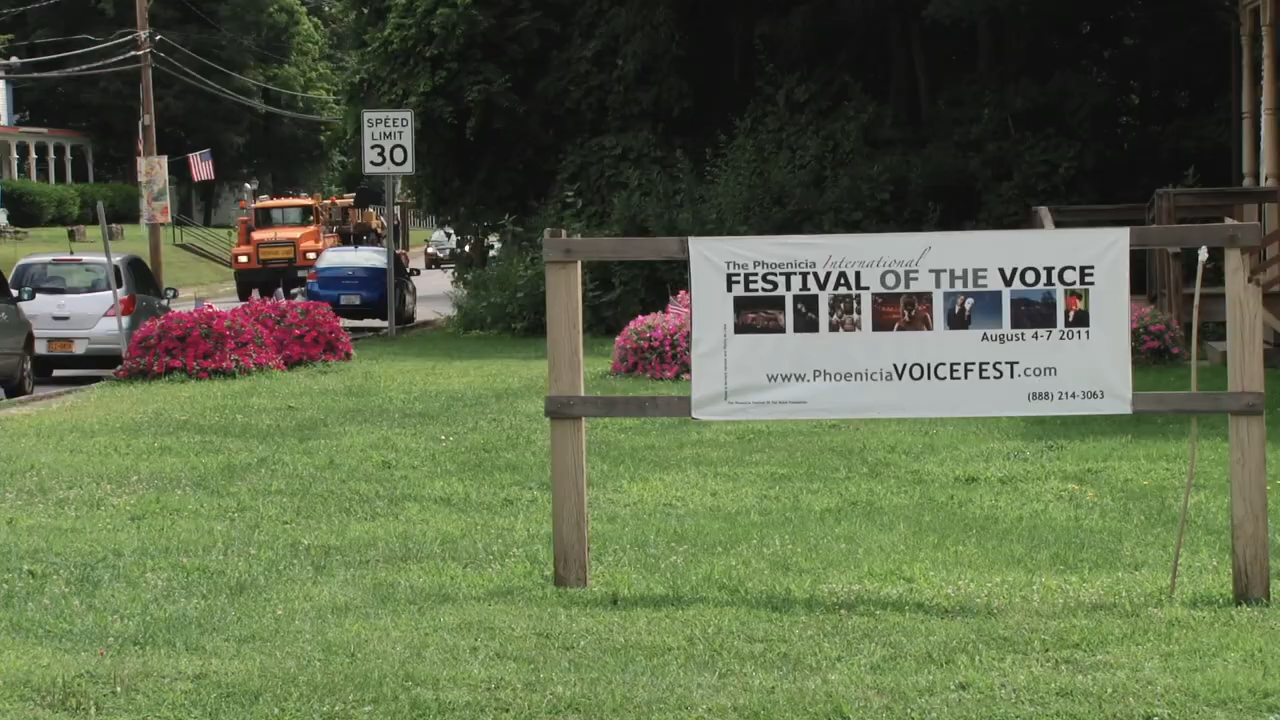 SPEED
LIMIT
30
The Phoenicia International
FESTIVAL OF THE VOICE
August 4-7 2011
www.PhoeniciaVOICEFEST.com
(888) 214-3063